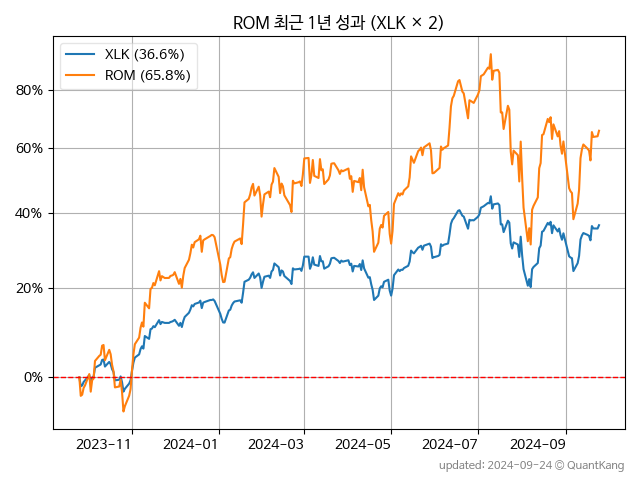 ROM 최근 1년 성과 (XLK × 2)
XLK (36.6%)
ROM (65.8%)
80%
60%
40%
20%
0%
2023-11
2024-01
2024-03
2024-05
2024-07
2024-09
updated: 2024-09-24 © QuantKang